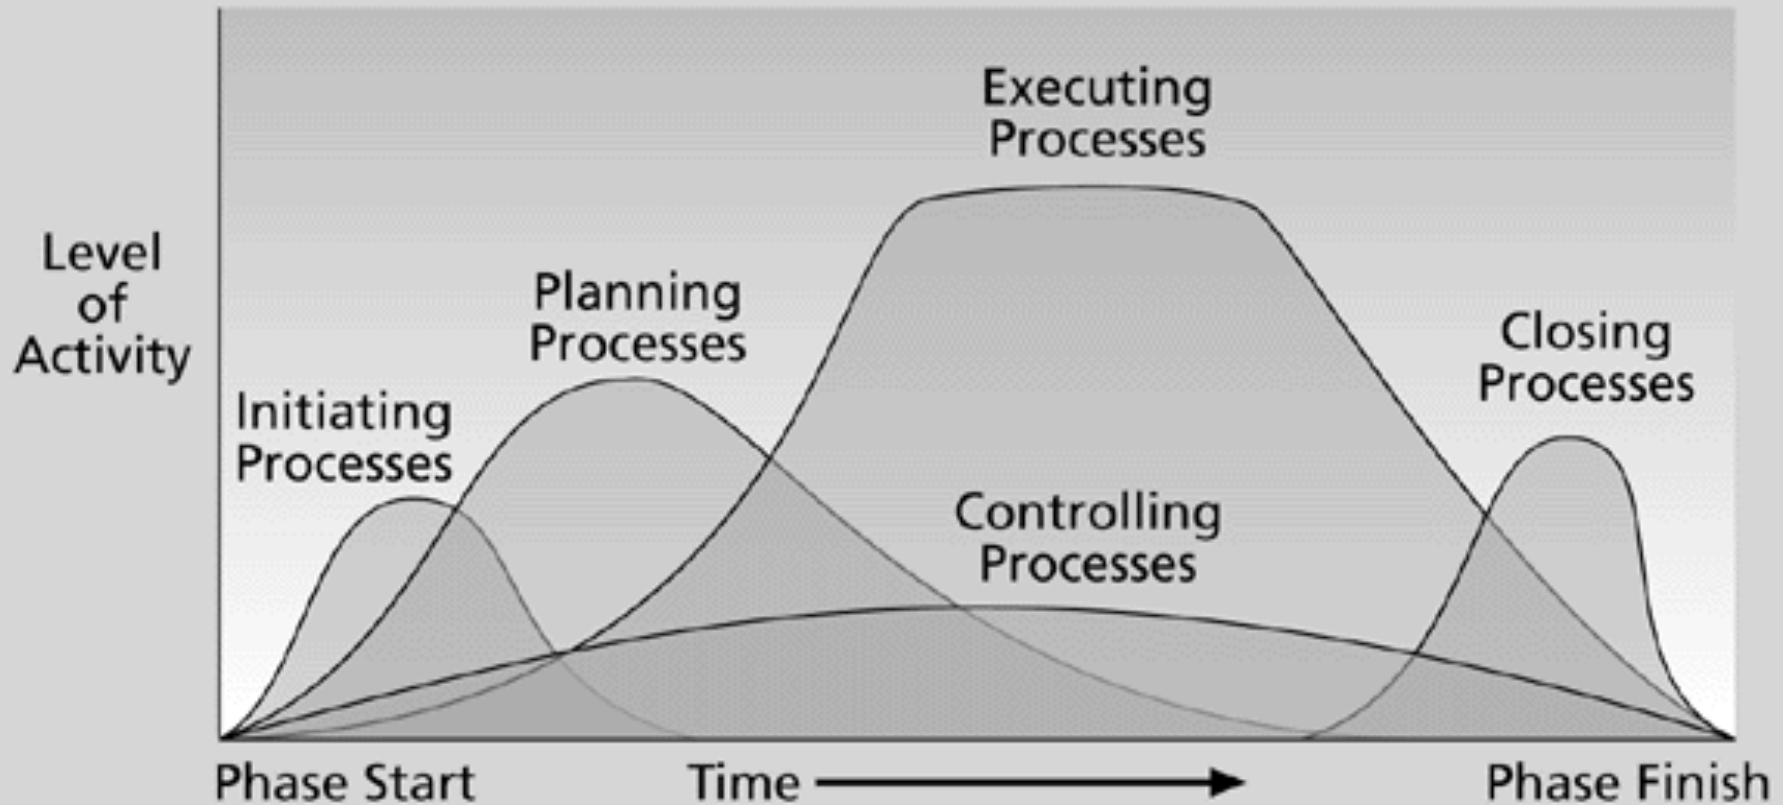 Executing
Processes
Level
of
Activity
Planning
Processes
Closing
Processes
Initiating
Processes
Controlling
Processes
Phase Start
Time
Phase Finish